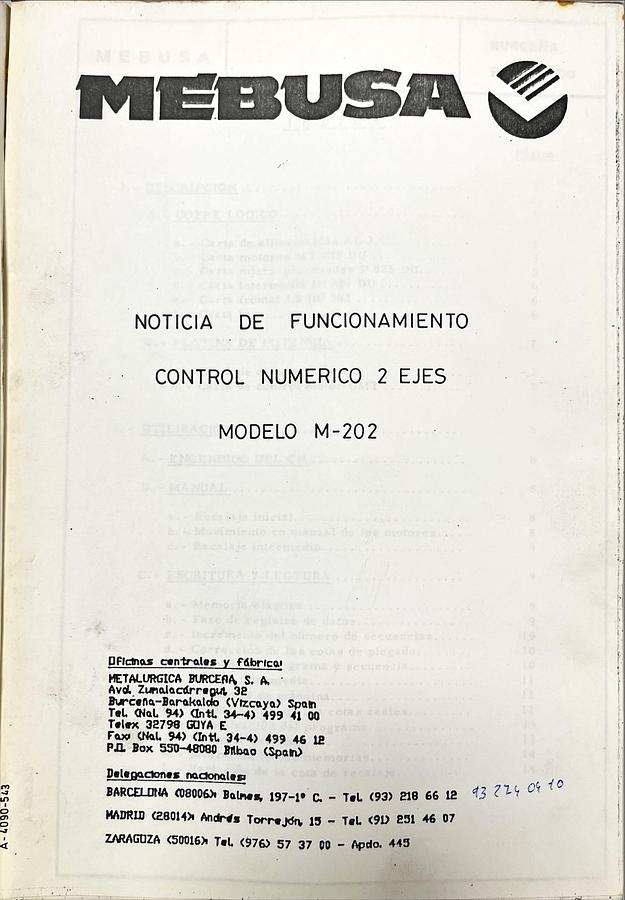 MEBUSA
NOTICIA DE FUNCIONAMIENTO
CONTROL NUMERICO 2 EJES
MODELO M-202
Oficinas centrales y fábrica:
METALURGICA BURCEÑA, S. A.
Avd. Zumalacárregui, 32
Burceña-Barakaldo (Vizcaya) Spain
Tel. (Nal. 94) (Intl. 34-4) 499 41 00
Telex 32798 GOYA E
Fax: (Nal. 94) (Intl. 34-4) 499 46 12
P.O. Box 550-48080 Bilbao (Spain)
Delegaciones nacionales:
BARCELONA (08006): Balmes, 197-1º C. - Tel. (93) 218 66 12 93 274 04 10
MADRID (28014): Andrés Torrejón, 15 - Tel. (91) 251 46 07
ZARAGOZA (50016): Tel. (976) 57 37 00 - Apdo. 445
A-4090-543